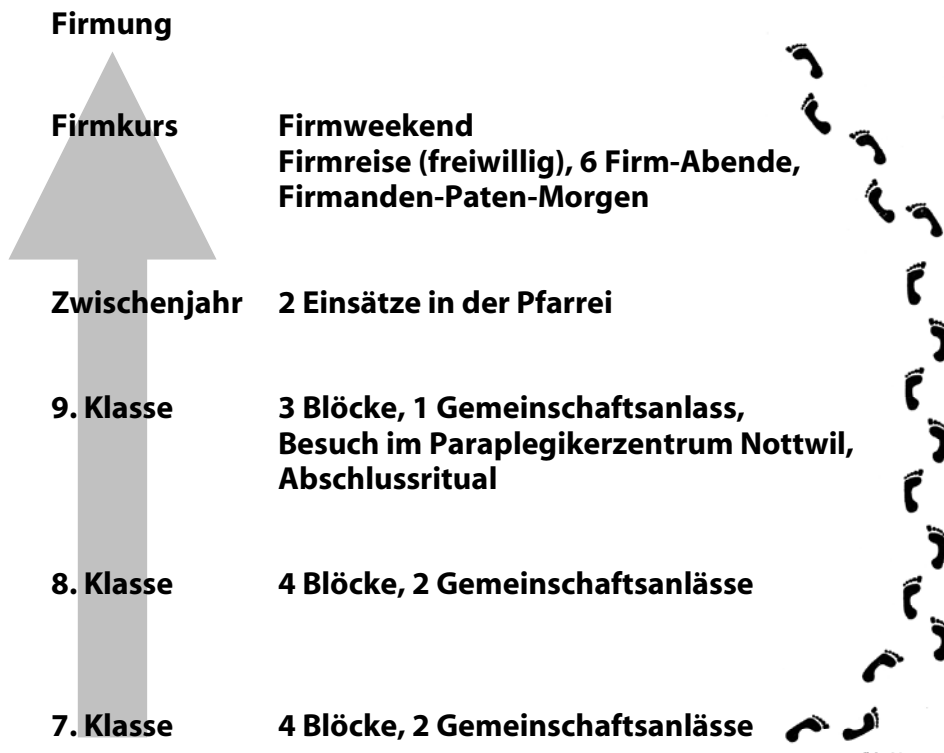 Firmung
Firmkurs Firmweekend
Firmreise (freiwillig), 6 Firm-Abende,
Firmanden-Paten-Morgen
Zwischenjahr 2 Einsätze in der Pfarrei
9. Klasse 3 Blöcke, 1 Gemeinschaftsanlass,
Besuch im Paraplegikerzentrum Nottwil,
Abschlussritual
8. Klasse 4 Blöcke, 2 Gemeinschaftsanlässe
7. Klasse 4 Blöcke, 2 Gemeinschaftsanlässe